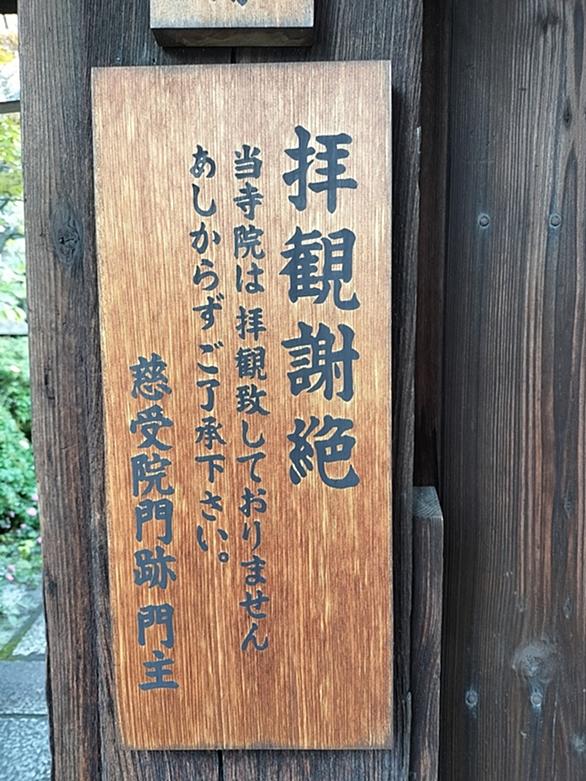 拝観謝絶
当寺院は拝観致しておりません
あしからずご了承下さい。
慈受院門跡 門主